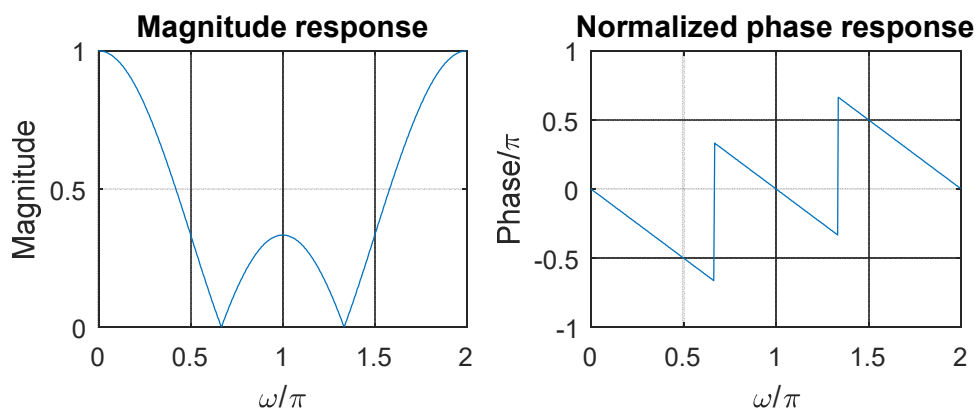 Magnitude response
1
0.5
0
Magnitude
0 0.5 1 1.5 2
ω/π
Normalized phase response
1
0.5
0
-0.5
-1
Phase/π
0 0.5 1 1.5 2
ω/π